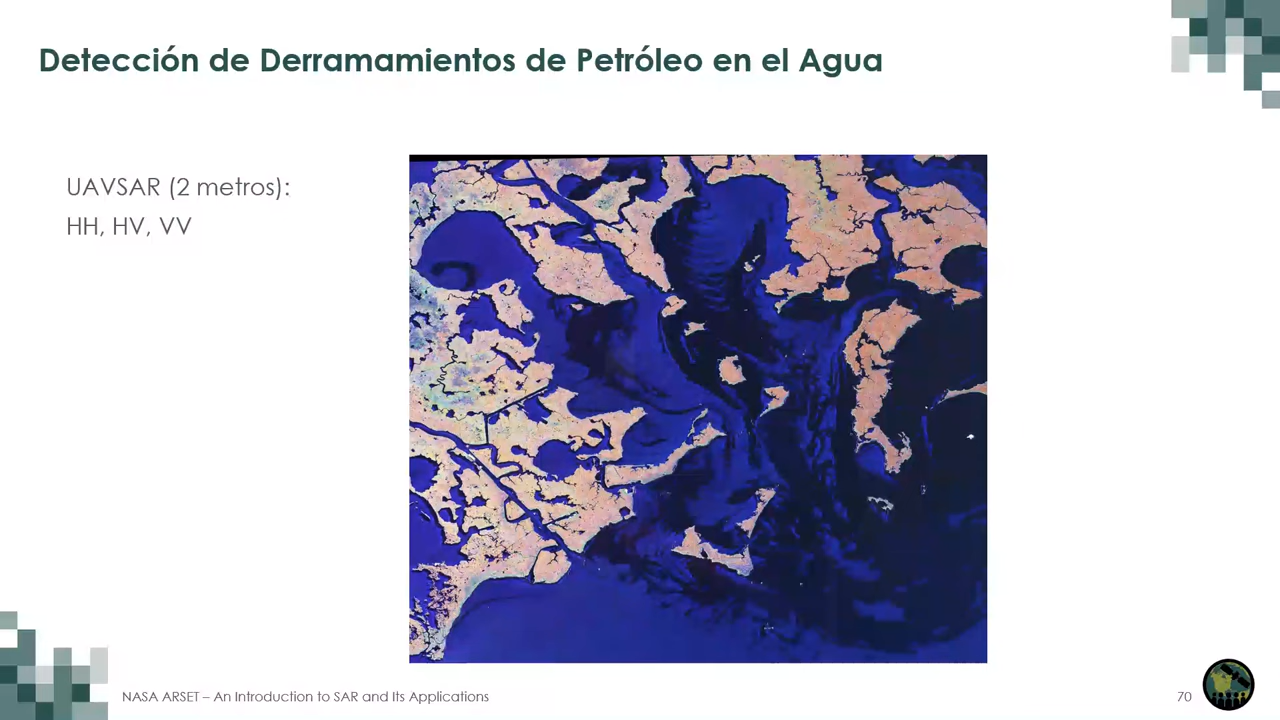 Detección de Derramamientos de Petróleo en el Agua
UAVSAR (2 metros):
HH, HV, VV
NASA ARSET – An Introduction to SAR and Its Applications
70